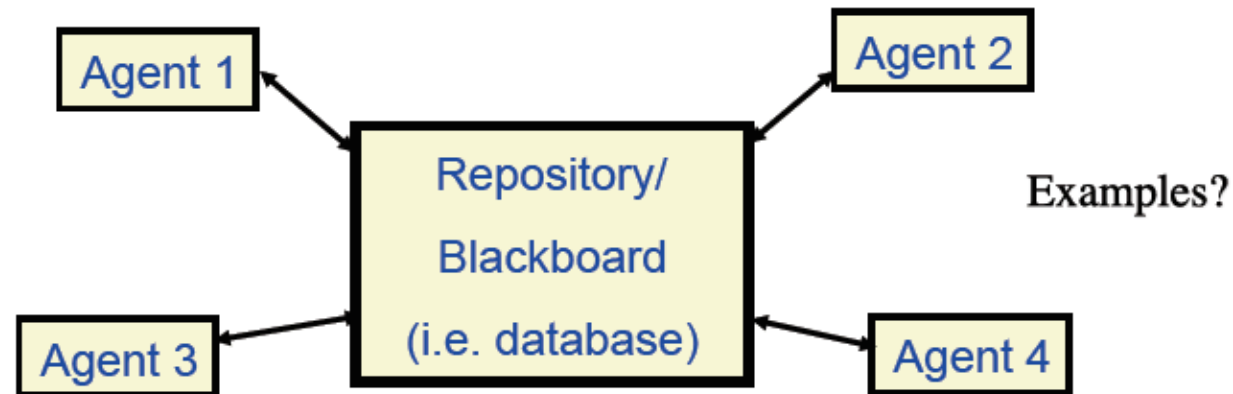 Agent 1
Agent 2
Repository/
Blackboard
(i.e. database)
Examples?
Agent 3
Agent 4